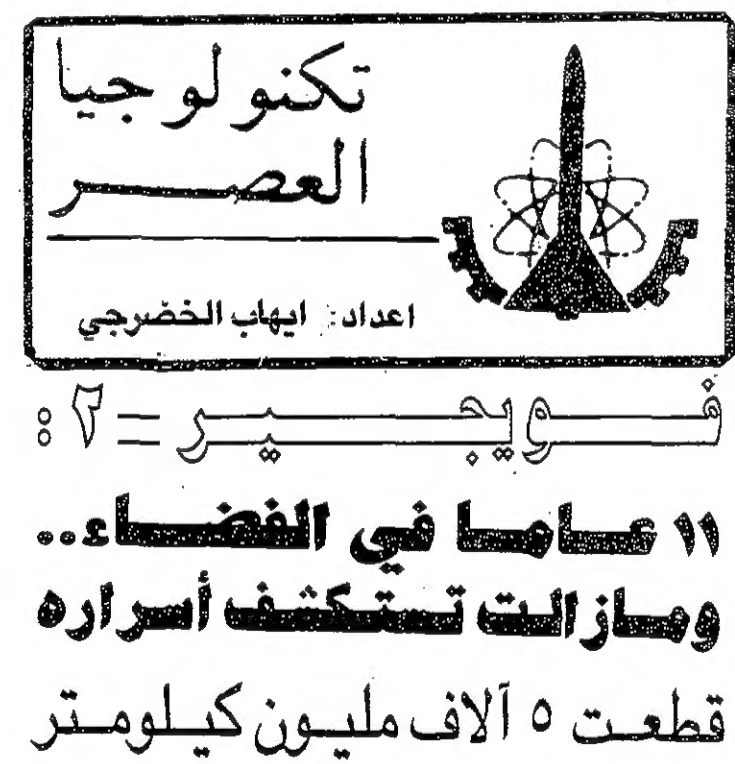 تكنولوجيا
العصر
اعداد: ايهاب الخضرجي
فويجير = ٢:
١١ عاما في الفضاء..
ومازالت تستكشف أسراره
قطعت ٥ آلاف مليون كيلومتر